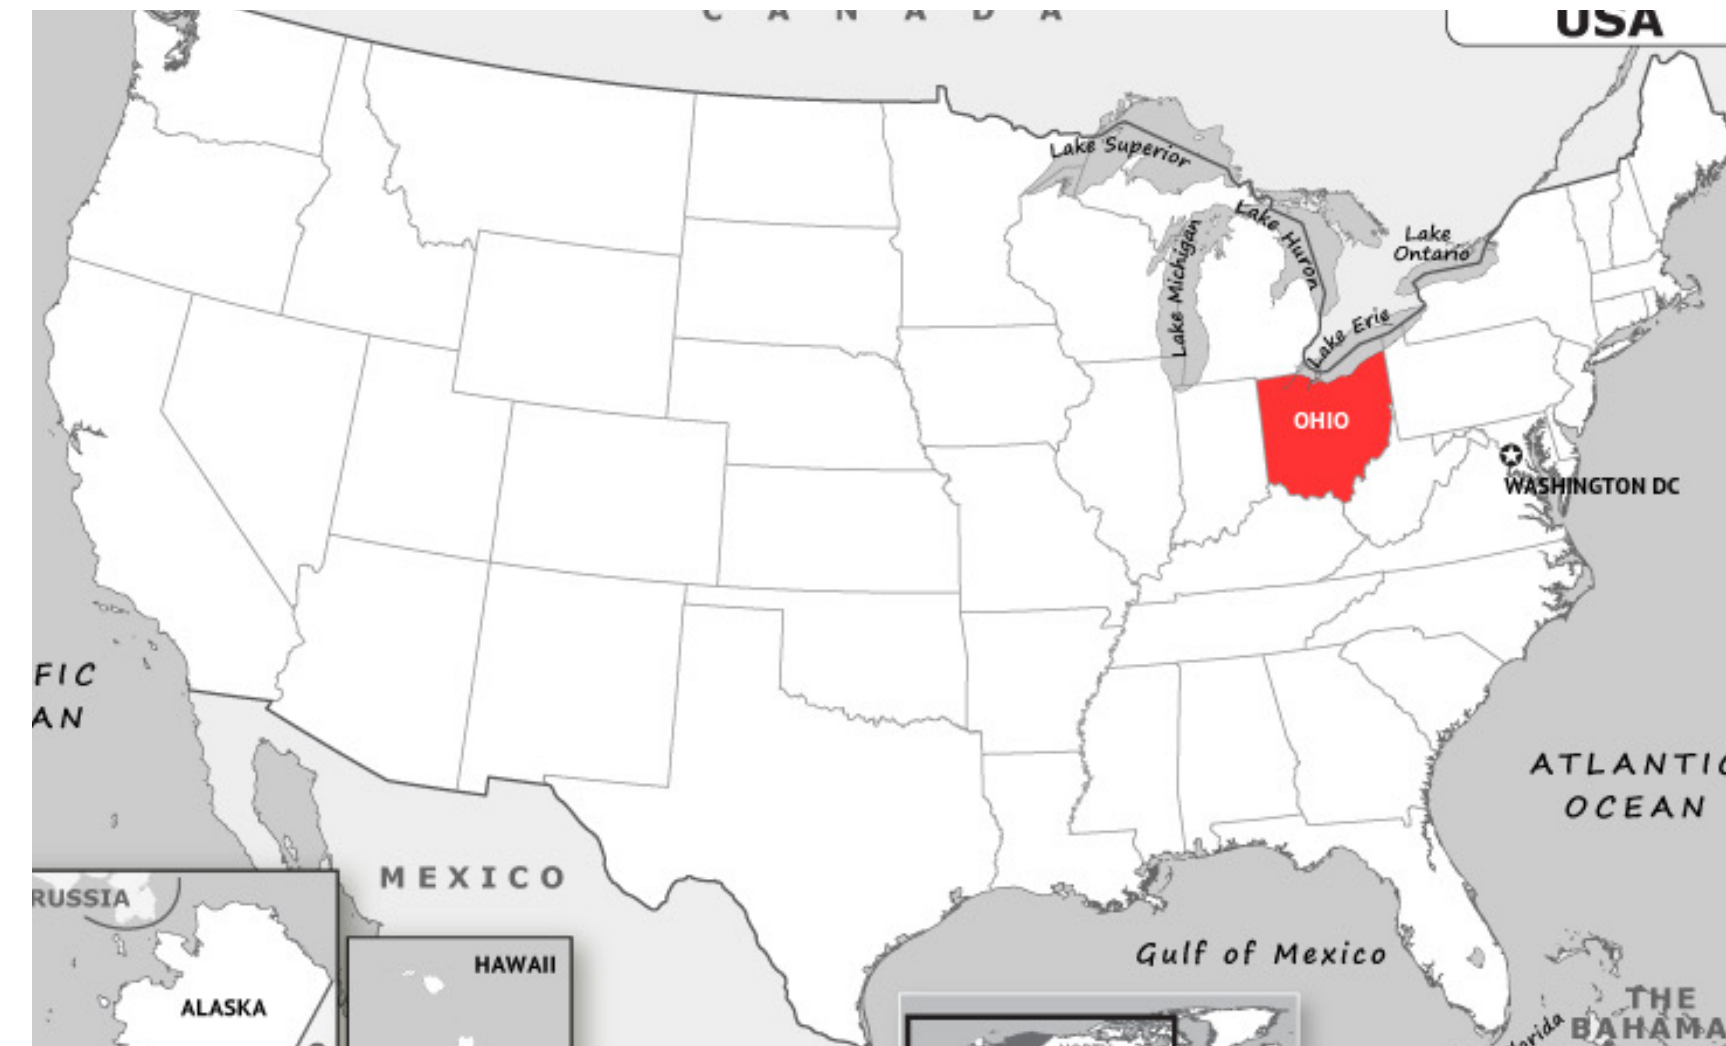 CANADA
USA
Lake Superior
Lake Michigan
Lake Huron
Lake
Ontario
Lake Erie
OHIO
WASHINGTON DC
FIC
AN
ATLANTIC
OCEAN
MEXICO
RUSSIA
HAWAII
ALASKA
Gulf of Mexico
THE
BAHAMA
orida